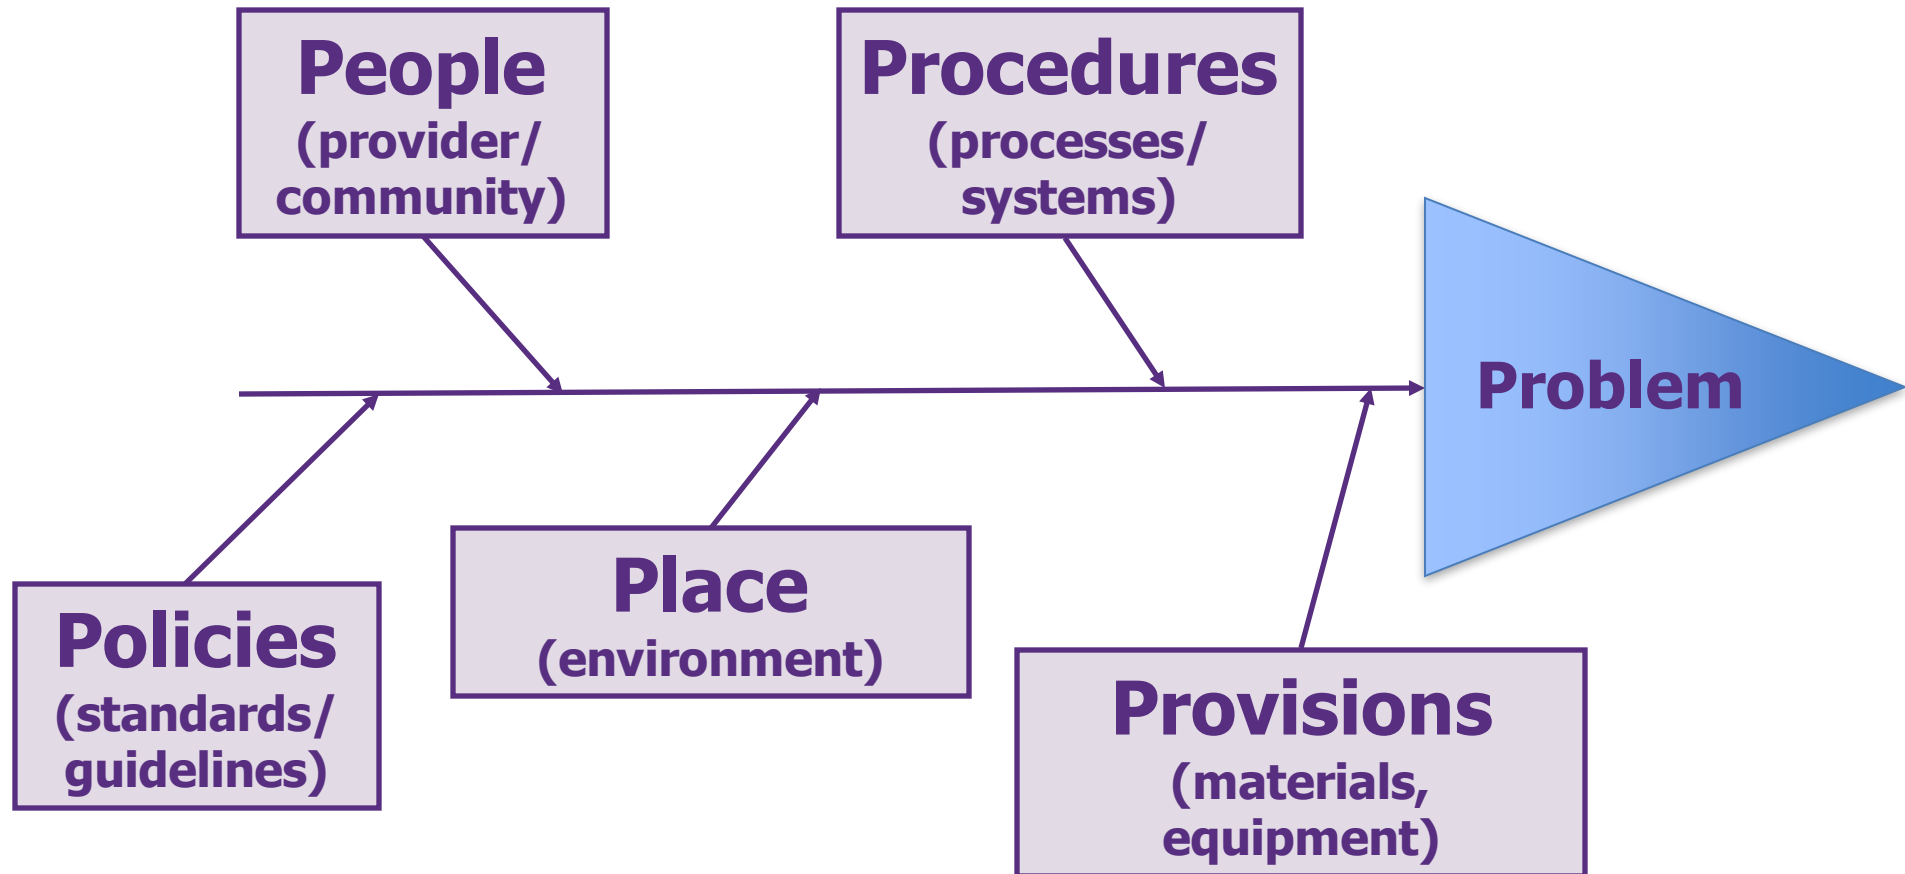 People
(provider/
community)
Procedures
(processes/
systems)
Problem
Policies
(standards/
guidelines)
Place
(environment)
Provisions
(materials,
equipment)